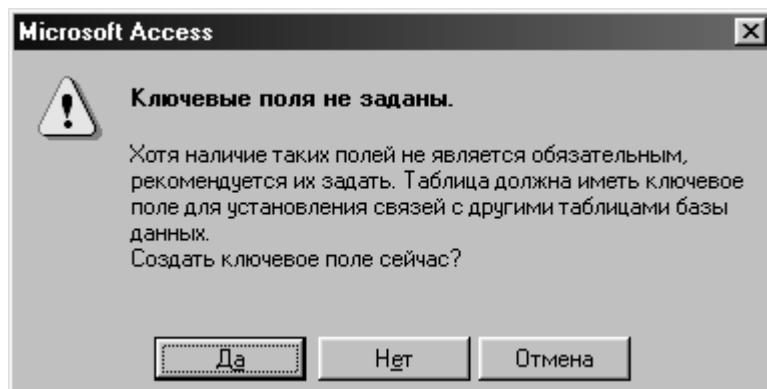 Microsoft Access
Ключевые поля не заданы.
Хотя наличие таких полей не является обязательным,
рекомендуется их задать. Таблица должна иметь ключевое
поле для установления связей с другими таблицами базы
данных.
Создать ключевое поле сейчас?
Да Нет Отмена